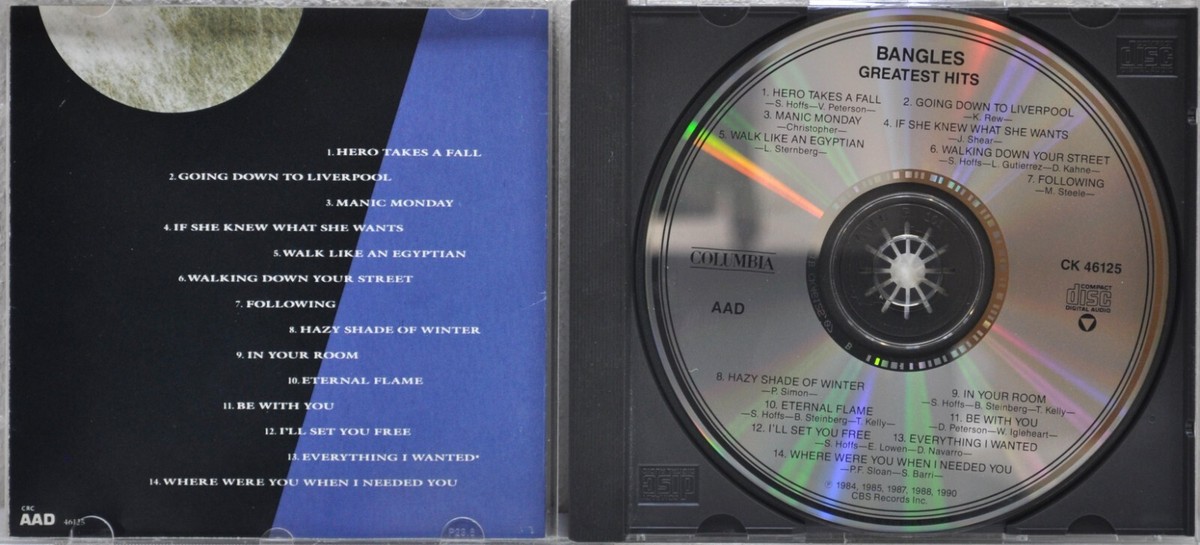 1. HERO TAKES A FALL
2. GOING DOWN TO LIVERPOOL
3. MANIC MONDAY
4. IF SHE KNEW WHAT SHE WANTS
5. WALK LIKE AN EGYPTIAN
6. WALKING DOWN YOUR STREET
7. FOLLOWING
8. HAZY SHADE OF WINTER
9. IN YOUR ROOM
10. ETERNAL FLAME
11. BE WITH YOU
12. I'LL SET YOU FREE
13. EVERYTHING I WANTED*
14. WHERE WERE YOU WHEN I NEEDED YOU
CRC
AAD 46125
BANGLES
GREATEST HITS
1. HERO TAKES A FALL
—S. Hoffs—V. Peterson—
2. GOING DOWN TO LIVERPOOL
—K. Rew—
3. MANIC MONDAY
—Christopher—
4. IF SHE KNEW WHAT SHE WANTS
—J. Shear—
5. WALK LIKE AN EGYPTIAN
—L. Sternberg—
6. WALKING DOWN YOUR STREET
—S. Hoffs—L. Gutierrez—D. Kahne—
7. FOLLOWING
—M. Steele—
COLUMBIA
AAD
CK 46125
COMPACT
disc
DIGITAL AUDIO
8. HAZY SHADE OF WINTER
—P. Simon—
9. IN YOUR ROOM
—S. Hoffs—B. Steinberg—T. Kelly—
10. ETERNAL FLAME
—S. Hoffs—B. Steinberg—T. Kelly—
11. BE WITH YOU
—D. Peterson—W. Igleheart—
12. I'LL SET YOU FREE
—S. Hoffs—E. Lowen—D. Navarro—
13. EVERYTHING I WANTED
14. WHERE WERE YOU WHEN I NEEDED YOU
—P.F. Sloan—S. Barri—
℗ 1984, 1985, 1987, 1988, 1990
CBS Records Inc.